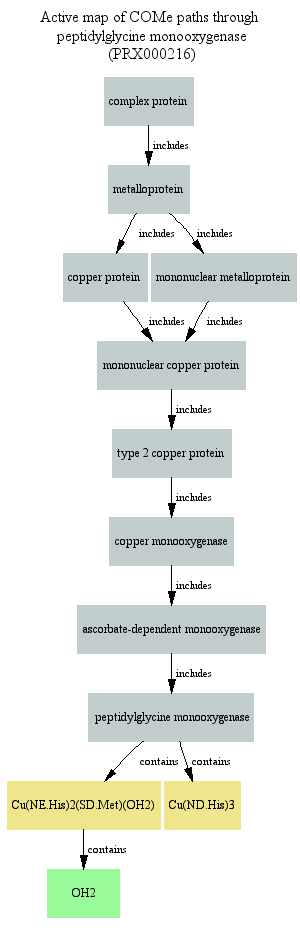 Active map of COMe paths through
peptidylglycine monooxygenase
(PRX000216)
complex protein
includes
metalloprotein
includes includes
copper protein mononuclear metalloprotein
includes includes
mononuclear copper protein
includes
type 2 copper protein
includes
copper monooxygenase
includes
ascorbate-dependent monooxygenase
includes
peptidylglycine monooxygenase
contains contains
Cu(NE.His)2(SD.Met)(OH2) Cu(ND.His)3
contains
OH2